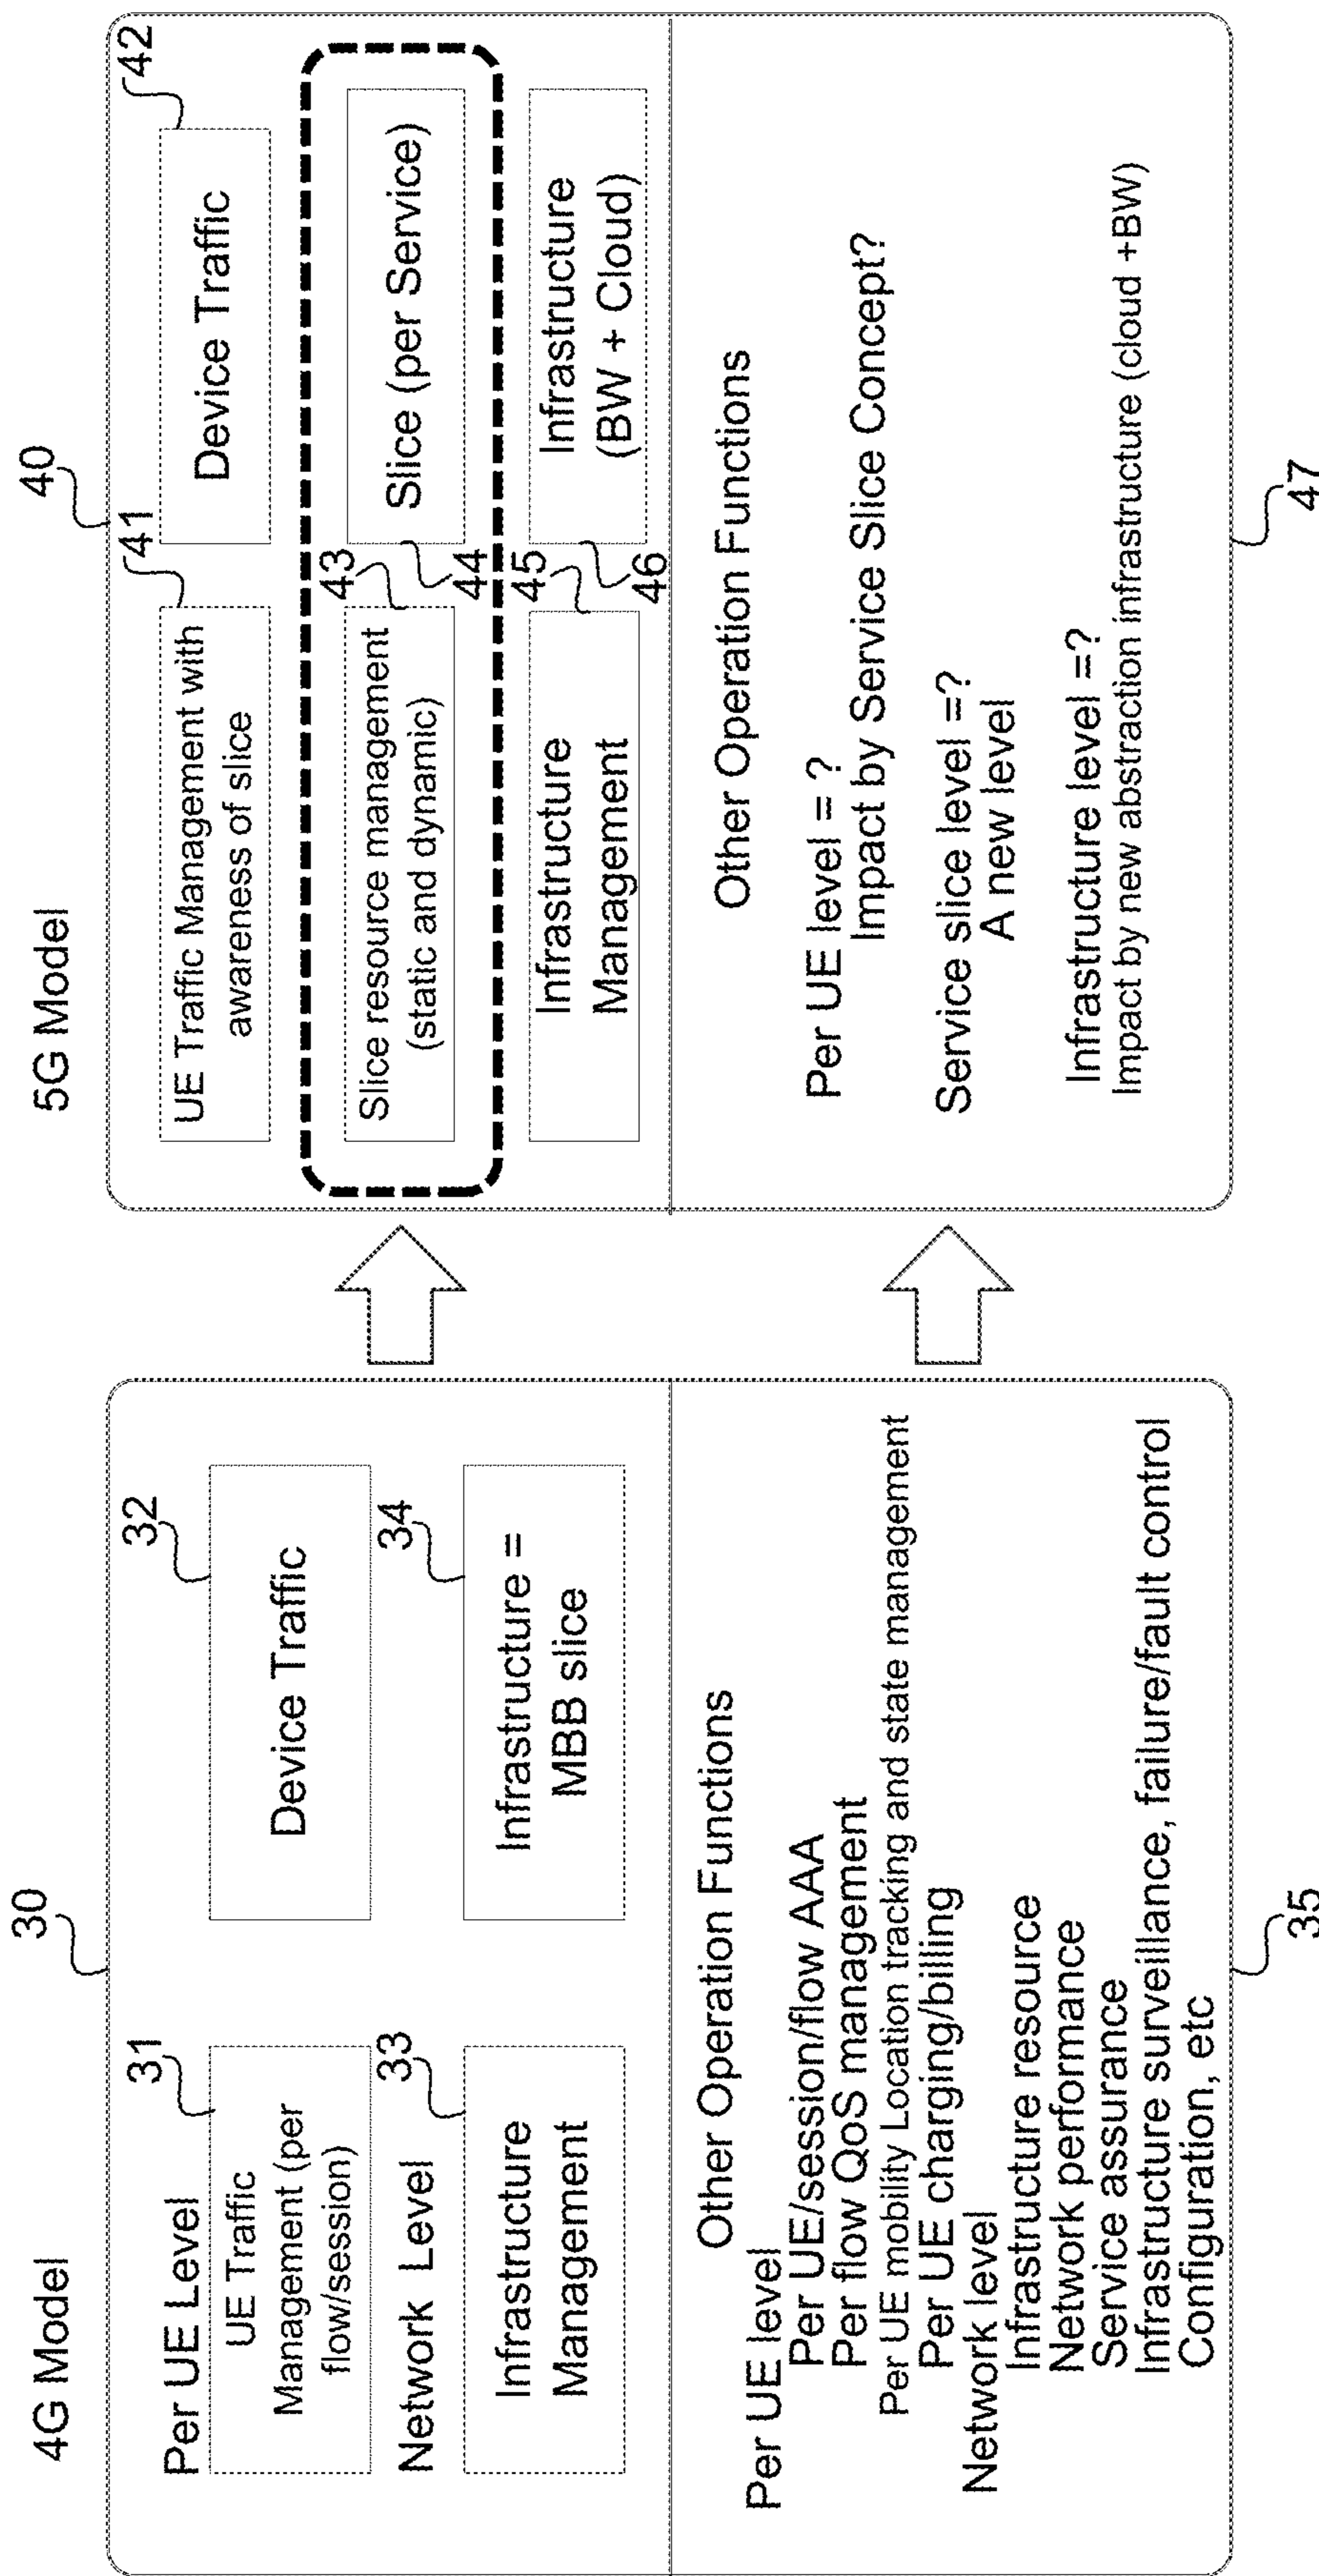 4G Model
30
Per UE Level
31
UE Traffic
Management (per
flow/session)
32
Device Traffic
Network Level
33
Infrastructure
Management
34
Infrastructure =
MBB slice
Other Operation Functions
Per UE level
Per UE/session/flow AAA
Per flow QoS management
Per UE mobility Location tracking and state management
Per UE charging/billing
Network level
Infrastructure resource
Network performance
Service assurance
Infrastructure surveillance, failure/fault control
Configuration, etc
35
5G Model
40
41
UE Traffic Management with
awareness of slice
42
Device Traffic
43
Slice resource management
(static and dynamic)
44
Slice (per Service)
45
Infrastructure
Management
46
Infrastructure
(BW + Cloud)
Other Operation Functions
Per UE level = ?
Impact by Service Slice Concept?
Service slice level =?
A new level
Infrastructure level =?
Impact by new abstraction infrastructure (cloud +BW)
47